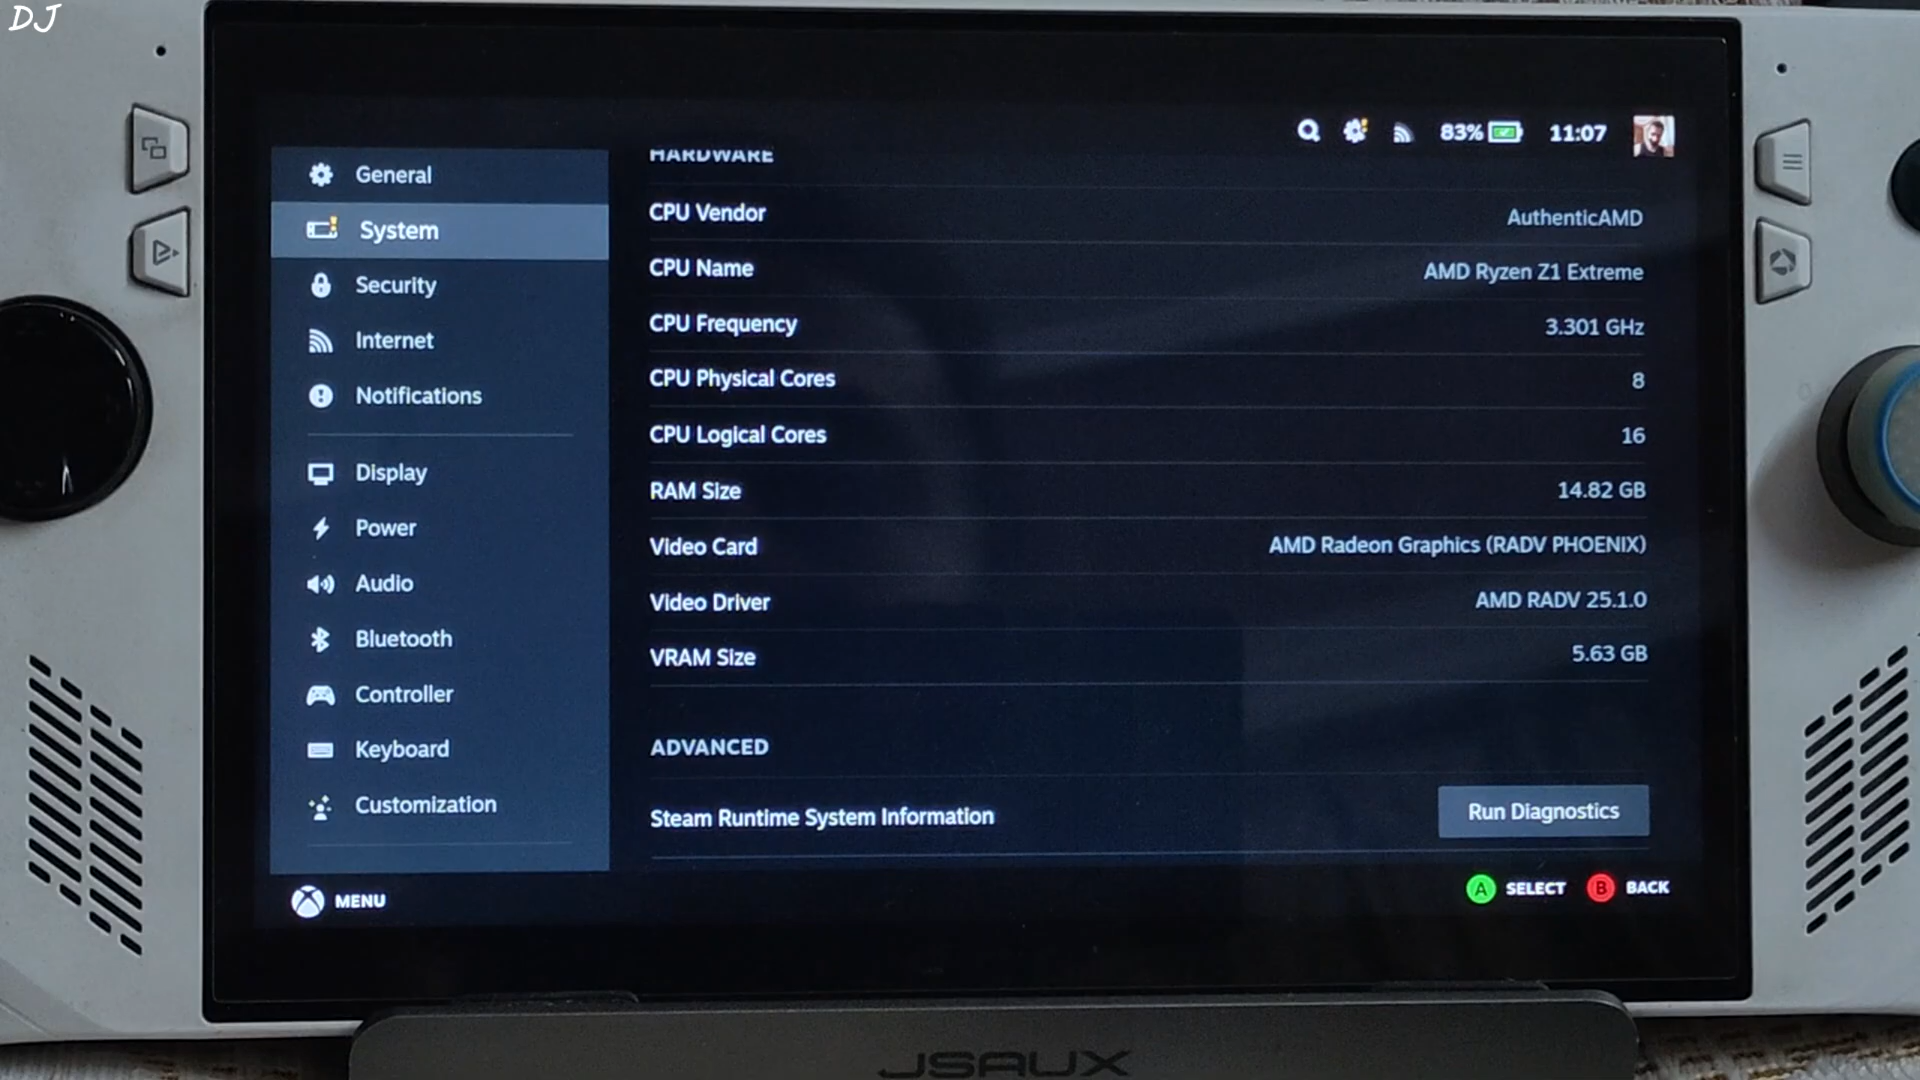 DJ
83% 11:07
General
System
Security
Internet
Notifications
Display
Power
Audio
Bluetooth
Controller
Keyboard
Customization
HARDWARE
CPU Vendor AuthenticAMD
CPU Name AMD Ryzen Z1 Extreme
CPU Frequency 3.301 GHz
CPU Physical Cores 8
CPU Logical Cores 16
RAM Size 14.82 GB
Video Card AMD Radeon Graphics (RADV PHOENIX)
Video Driver AMD RADV 25.1.0
VRAM Size 5.63 GB
ADVANCED
Steam Runtime System Information Run Diagnostics
MENU A SELECT B BACK
JSAUX